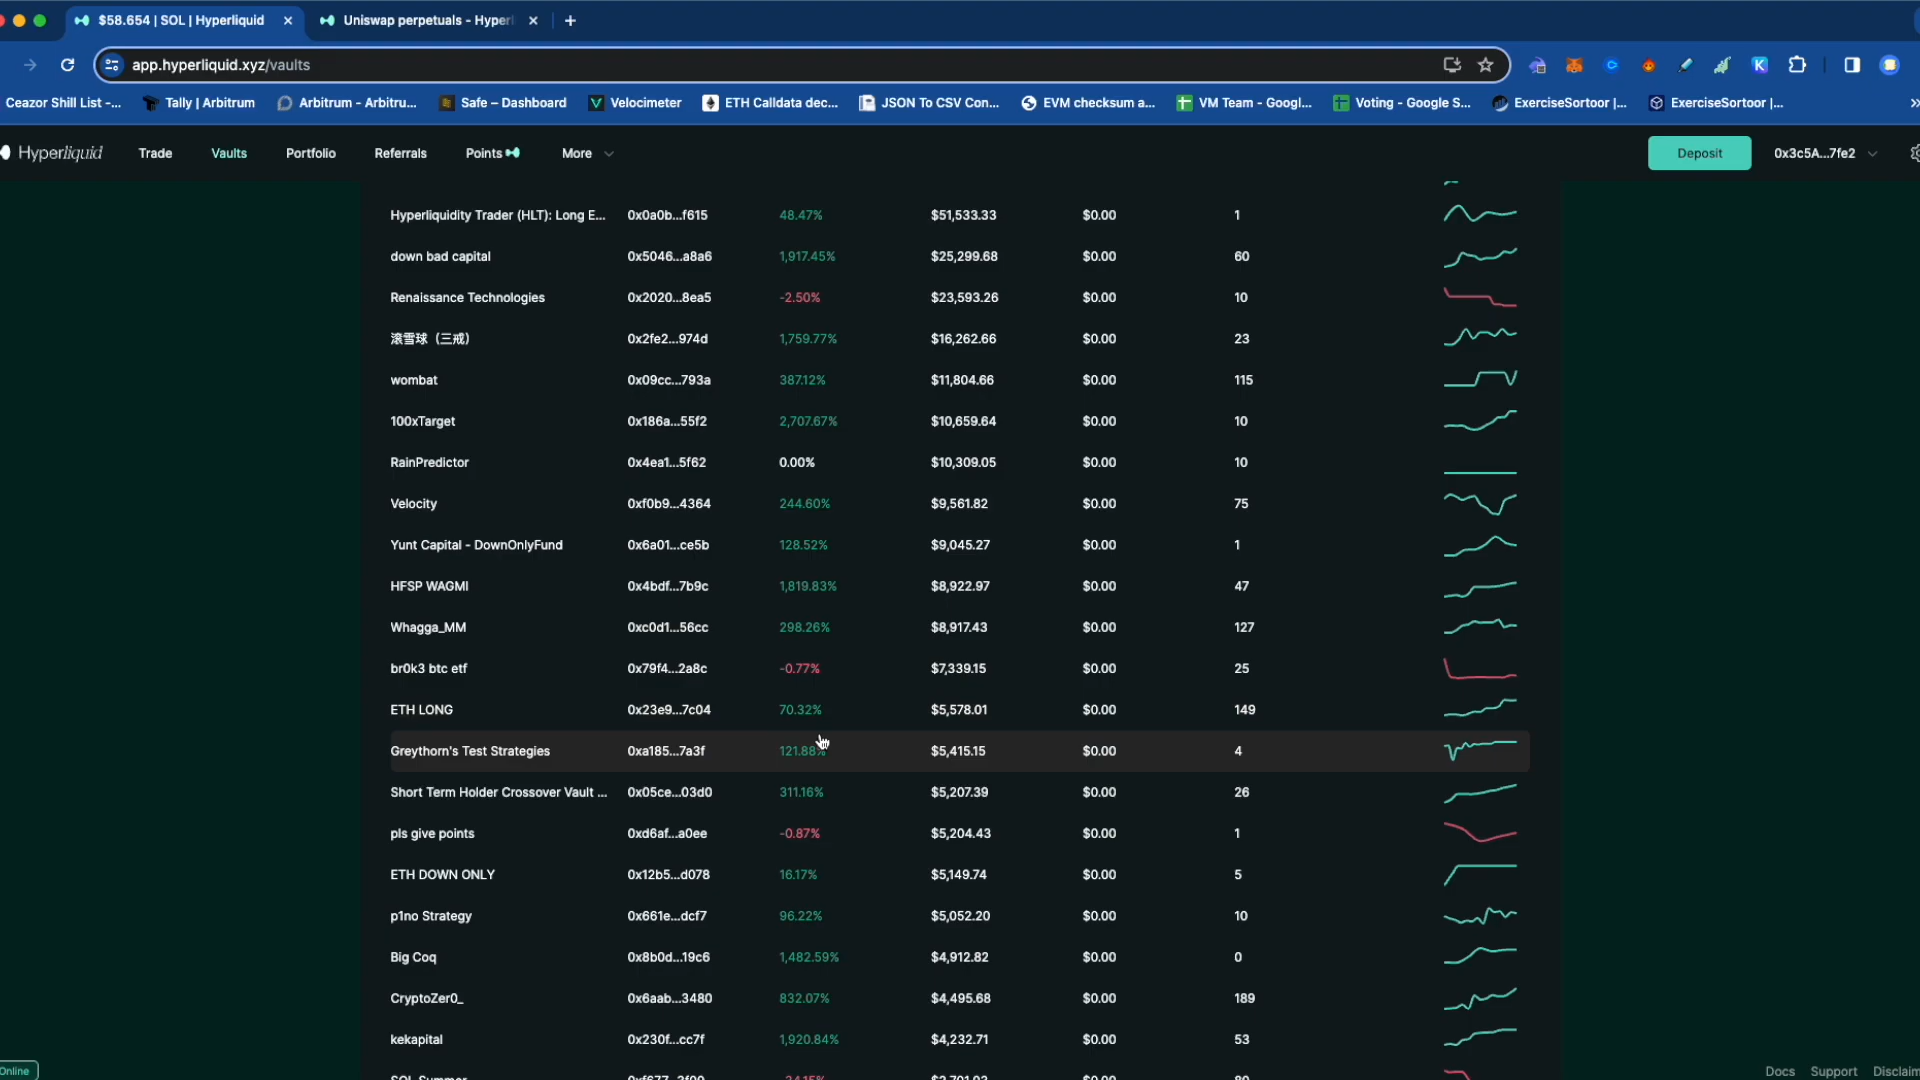 $58.654 | SOL | Hyperliquid
Uniswap perpetuals - Hyper
app.hyperliquid.xyz/vaults
Ceazor Shill List -... Tally | Arbitrum Arbitrum - Arbitru... Safe – Dashboard Velocimeter ETH Calldata dec... JSON To CSV Con... EVM checksum a... VM Team - Googl... Voting - Google S... ExerciseSortoor |... ExerciseSortoor |...
Hyperliquid Trade Vaults Portfolio Referrals Points More Deposit 0x3c5A...7fe2
Hyperliquidity Trader (HLT): Long E... 0x0a0b...f615 48.47% $51,533.33 $0.00 1
down bad capital 0x5046...a8a6 1,917.45% $25,299.68 $0.00 60
Renaissance Technologies 0x2020...8ea5 -2.50% $23,593.26 $0.00 10
滚雪球（三戒） 0x2fe2...974d 1,759.77% $16,262.66 $0.00 23
wombat 0x09cc...793a 387.12% $11,804.66 $0.00 115
100xTarget 0x186a...55f2 2,707.67% $10,659.64 $0.00 10
RainPredictor 0x4ea1...5f62 0.00% $10,309.05 $0.00 10
Velocity 0xf0b9...4364 244.60% $9,561.82 $0.00 75
Yunt Capital - DownOnlyFund 0x6a01...ce5b 128.52% $9,045.27 $0.00 1
HFSP WAGMI 0x4bdf...7b9c 1,819.83% $8,922.97 $0.00 47
Whagga_MM 0xc0d1...56cc 298.26% $8,917.43 $0.00 127
br0k3 btc etf 0x79f4...2a8c -0.77% $7,339.15 $0.00 25
ETH LONG 0x23e9...7c04 70.32% $5,578.01 $0.00 149
Greythorn's Test Strategies 0xa185...7a3f 121.88% $5,415.15 $0.00 4
Short Term Holder Crossover Vault ... 0x05ce...03d0 311.16% $5,207.39 $0.00 26
pls give points 0xd6af...a0ee -0.87% $5,204.43 $0.00 1
ETH DOWN ONLY 0x12b5...d078 16.17% $5,149.74 $0.00 5
p1no Strategy 0x661e...dcf7 96.22% $5,052.20 $0.00 10
Big Coq 0x8b0d...19c6 1,482.59% $4,912.82 $0.00 0
CryptoZer0_ 0x6aab...3480 832.07% $4,495.68 $0.00 189
kekapital 0x230f...cc7f 1,920.84% $4,232.71 $0.00 53
Online
Docs Support Disclaim